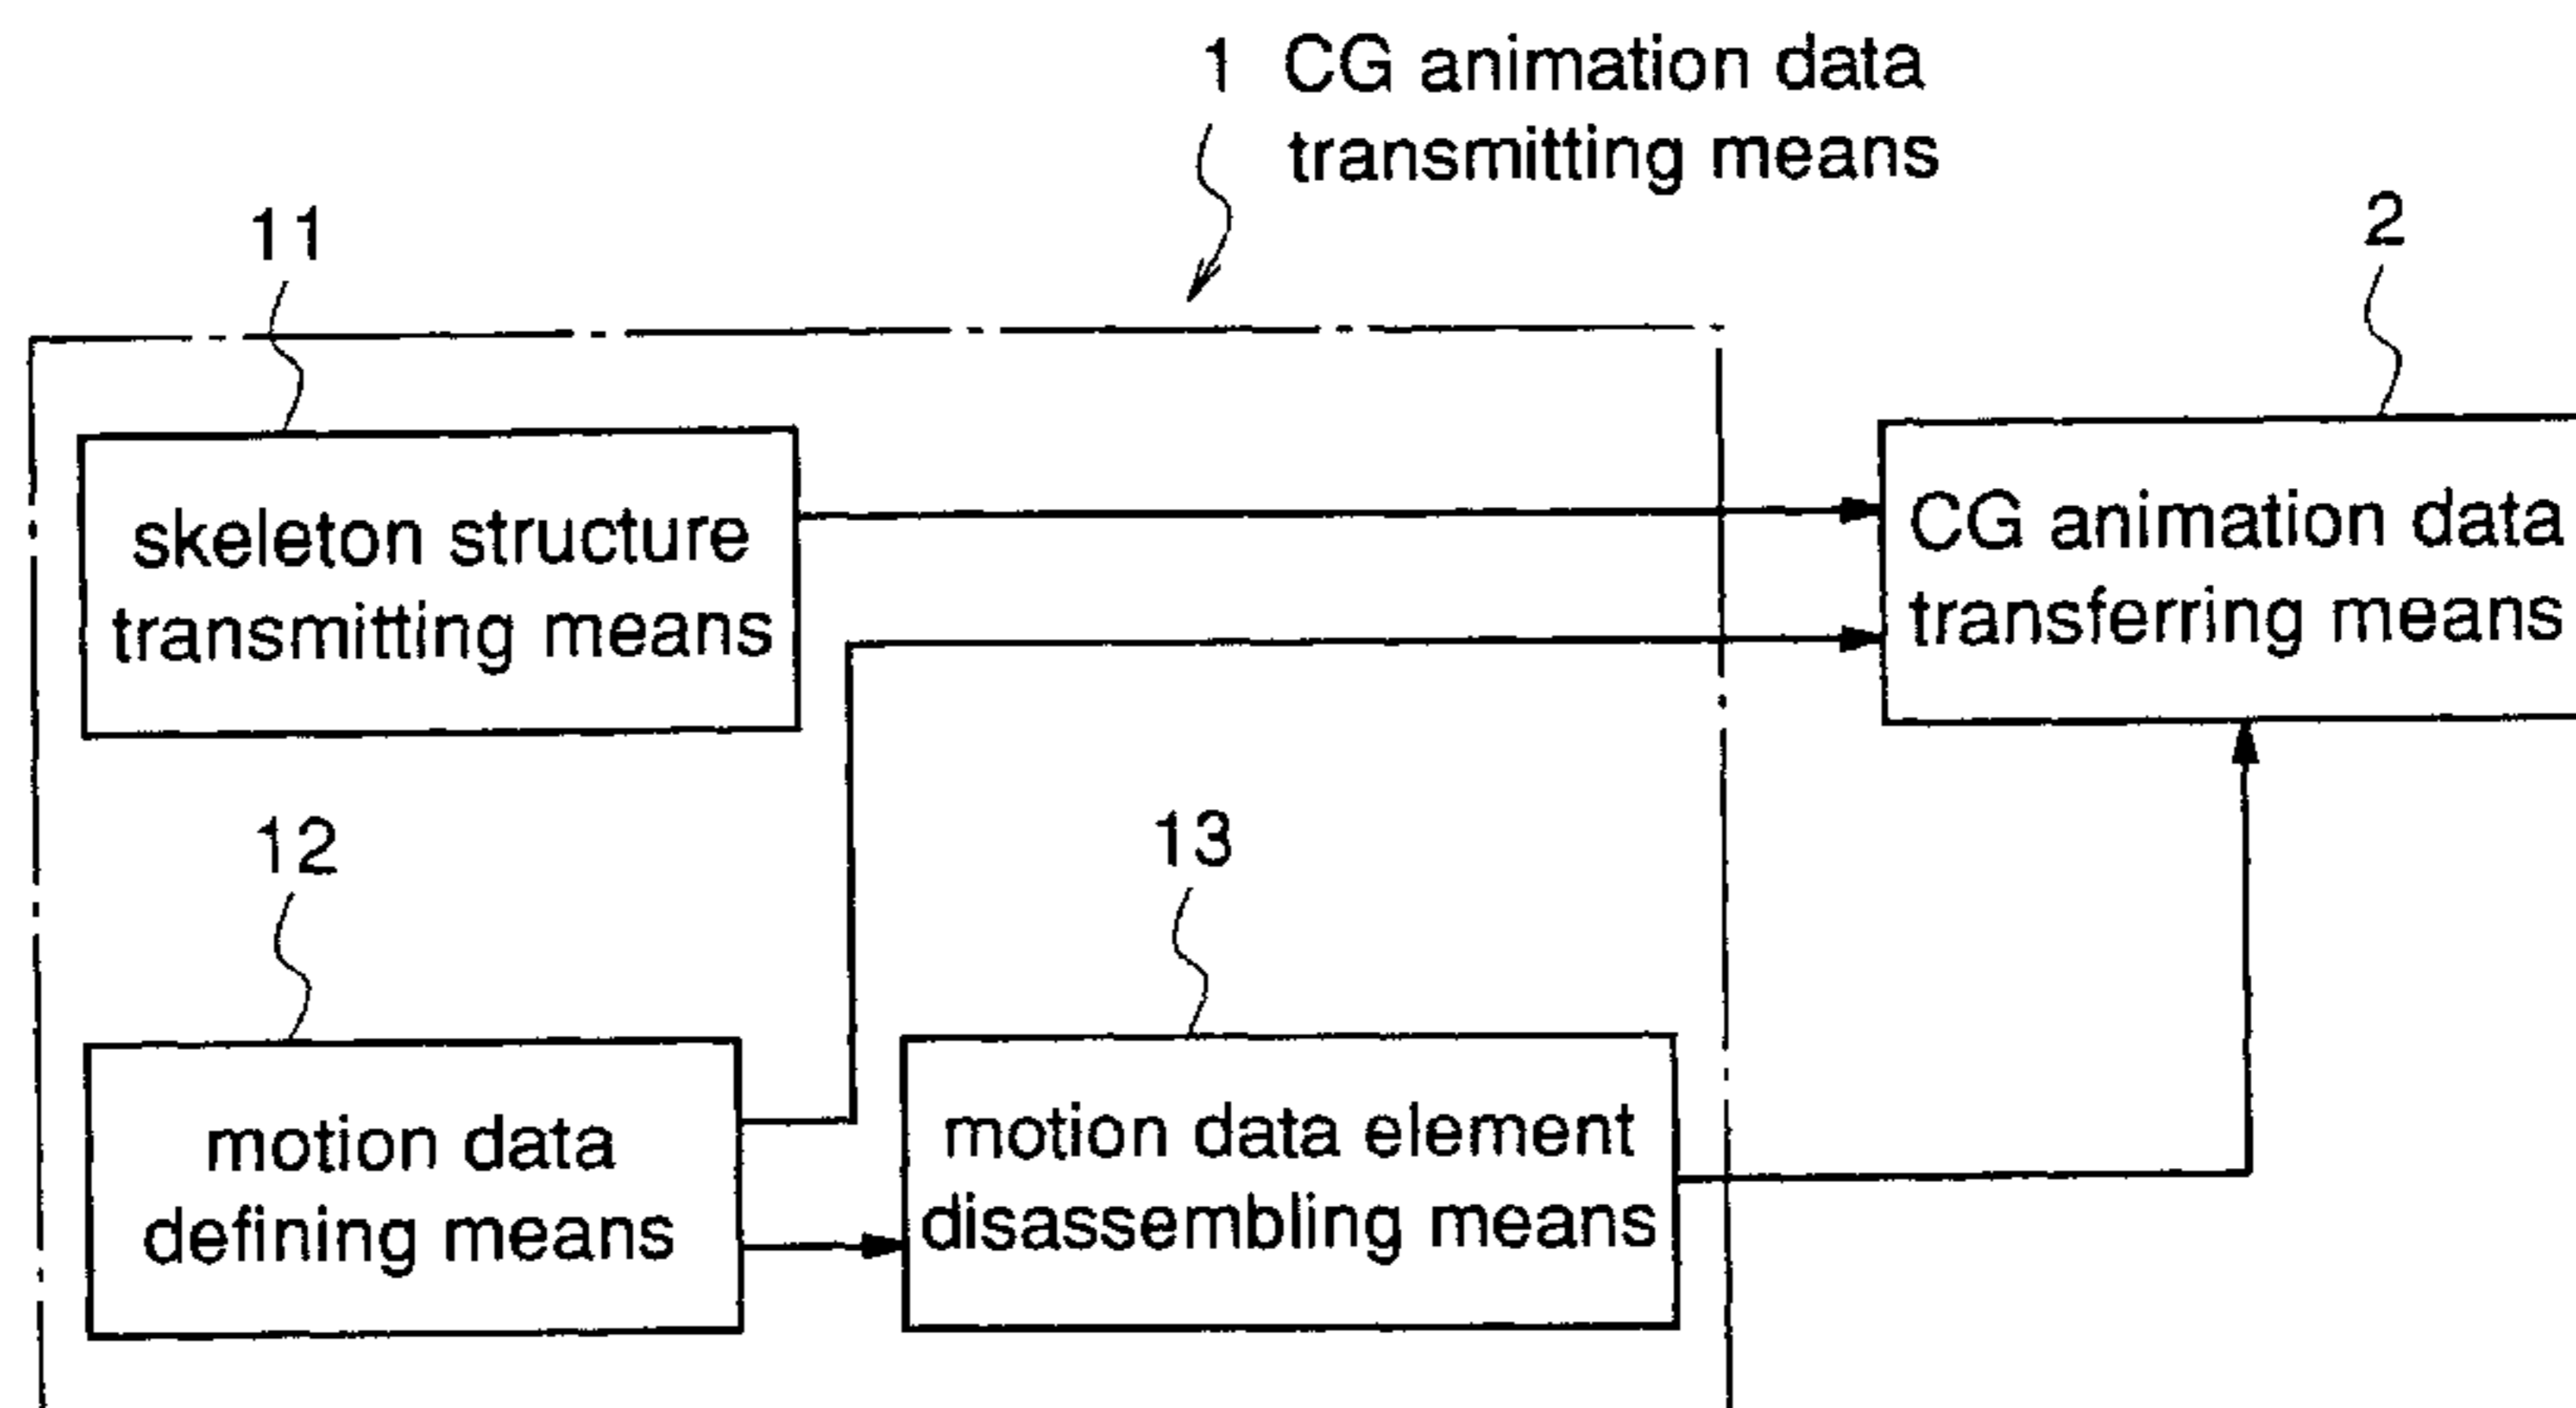 1 CG animation data
transmitting means
11
2
skeleton structure
transmitting means
CG animation data
transferring means
12
13
motion data
defining means
motion data element
disassembling means